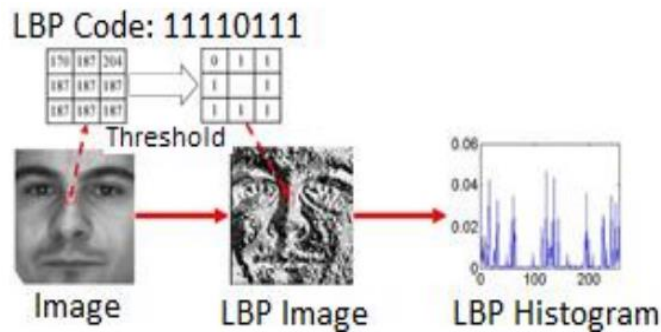 LBP Code: 11110111
170 187 204
187 187 187
187 187 187
0 1 1
1 1
1 1 1
Threshold
0.06
0.04
0.02
0
0 100 200
Image
LBP Image
LBP Histogram